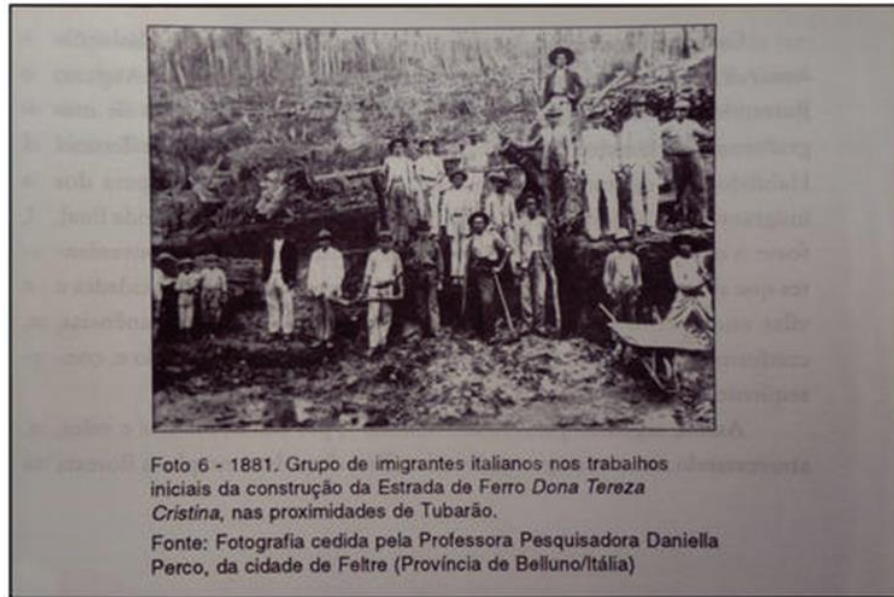 Foto 6 - 1881. Grupo de imigrantes italianos nos trabalhos
iniciais da construção da Estrada de Ferro Dona Tereza
Cristina, nas proximidades de Tubarão.
Fonte: Fotografia cedida pela Professora Pesquisadora Daniella
Perco, da cidade de Feltre (Província de Belluno/Itália)